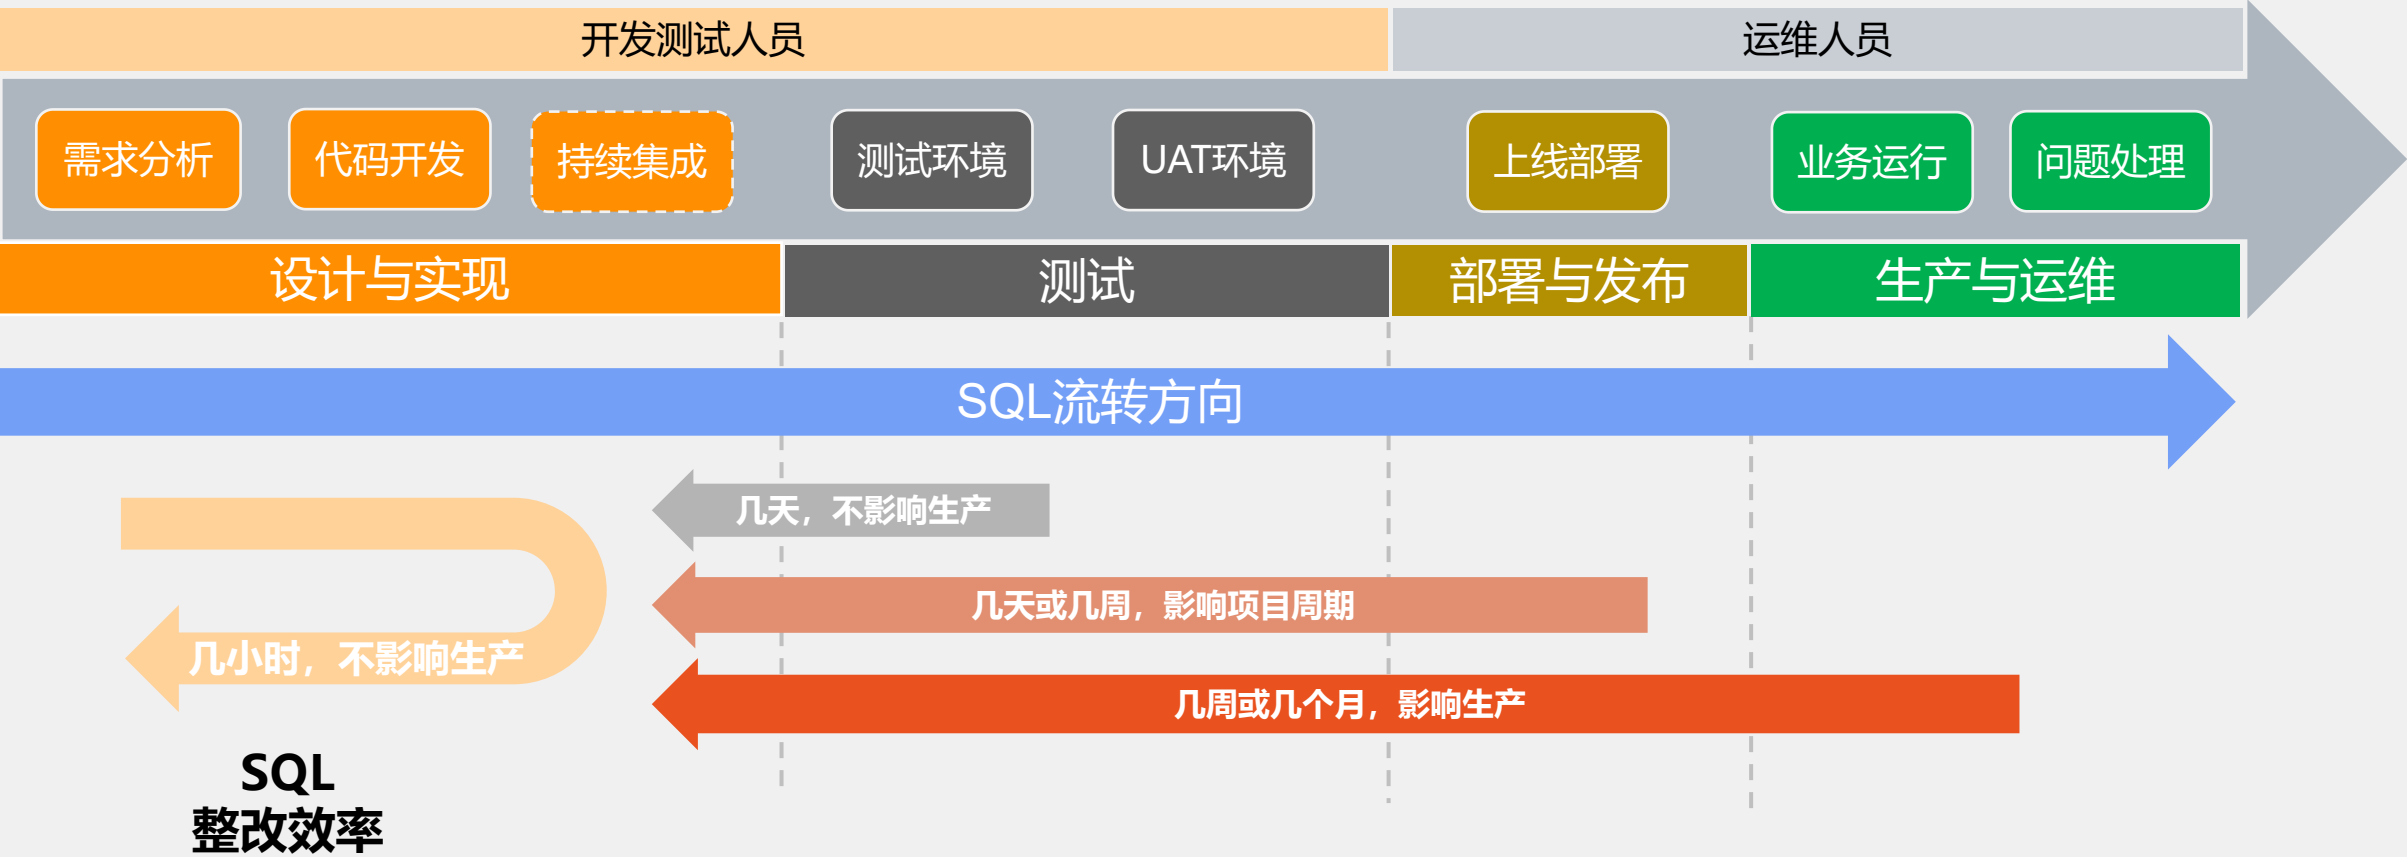 开发测试人员
运维人员
需求分析
代码开发
持续集成
测试环境
UAT环境
上线部署
业务运行
问题处理
设计与实现
测试
部署与发布
生产与运维
SQL流转方向
几天，不影响生产
几天或几周，影响项目周期
几小时，不影响生产
几周或几个月，影响生产
SQL
整改效率